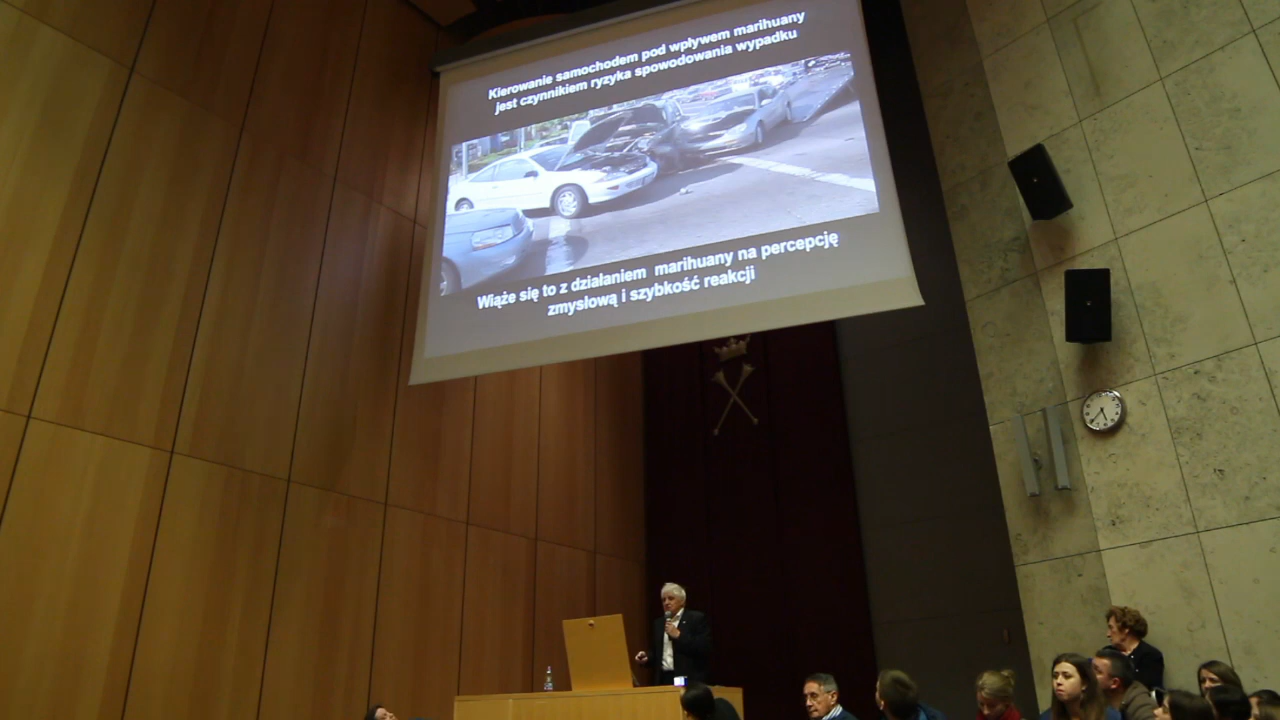 Kierowanie samochodem pod wpływem marihuany
jest czynnikiem ryzyka spowodowania wypadku
Wiąże się to z działaniem marihuany na percepcję
zmysłową i szybkość reakcji